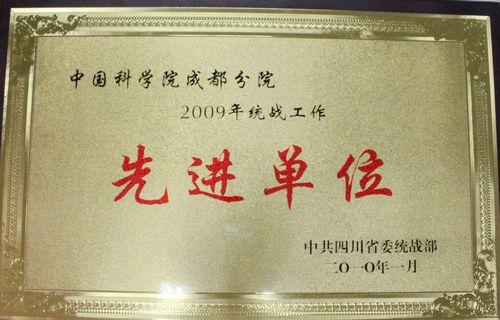 中国科学院成都分院
2009年统战工作
先进单位
中共四川省委统战部
二〇一〇年一月